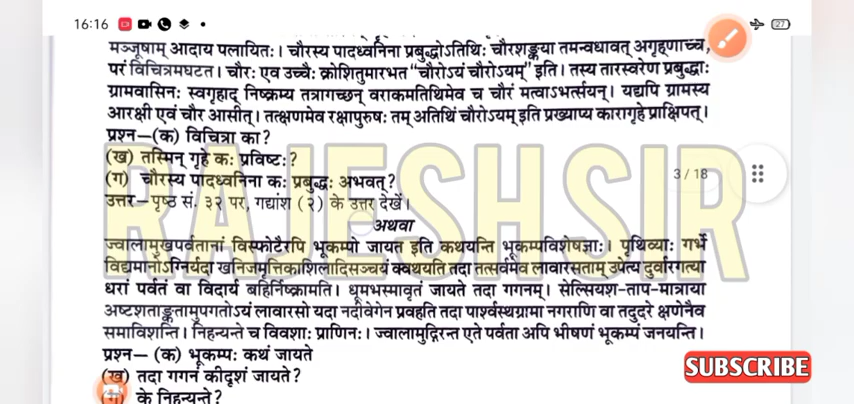 16:16
27
मञ्जूषाम् आदाय पलायितः। चौरस्य पादध्वनिना प्रबुद्धोऽतिथिः चौरशङ्कया तमन्वधावत् अगृह्णाच्च,
परं विचित्रमघटत। चौरः एव उच्चैः क्रोशितुमारभत "चौरोऽयं चौरोऽयम्" इति। तस्य तारस्वरेण प्रबुद्धाः
ग्रामवासिनः स्वगृहाद् निष्क्रम्य तत्रागच्छन् वराकमतिथिमेव च चौरं मत्वाऽभर्त्सयन्। यद्यपि ग्रामस्य
आरक्षी एवं चौर आसीत्। तत्क्षणमेव रक्षापुरुषः तम् अतिथिं चौरोऽयम् इति प्रख्याप्य कारागृहे प्राक्षिपत्।
प्रश्न—(क) विचित्रा का?
(ख) तस्मिन् गृहे कः प्रविष्टः?
(ग) चौरस्य पादध्वनिना कः प्रबुद्धः अभवत्?
3 / 18
उत्तर—पृष्ठ सं. ३२ पर, गद्यांश (२) के उत्तर देखें।
RAJESH SIR
अथवा
ज्वालामुखपर्वतानां विस्फोटैरपि भूकम्पो जायत इति कथयन्ति भूकम्पविशेषज्ञाः। पृथिव्याः गर्भे
विद्यमानोऽग्निर्यदा खनिजमृत्तिकाशिलादिसञ्चयं क्वथयति तदा तत्सर्वमेव लावारसताम् उपेत्य दुर्वारगत्या
धरां पर्वतं वा विदार्य बहिर्निष्क्रामति। धूमभस्मावृतं जायते तदा गगनम्। सेल्सियश-ताप-मात्राया
अष्टशताङ्कतामुपगतोऽयं लावारसो यदा नदीवेगेन प्रवहति तदा पार्श्वस्थग्रामा नगराणि वा तदुदरे क्षणेनैव
समाविशन्ति। निहन्यन्ते च विवशाः प्राणिनः। ज्वालामुद्गिरन्त एते पर्वता अपि भीषणं भूकम्पं जनयन्ति।
प्रश्न— (क) भूकम्पः कथं जायते
SUBSCRIBE
(ख) तदा गगनं कीदृशं जायते?
(ग) के निहन्यन्ते?